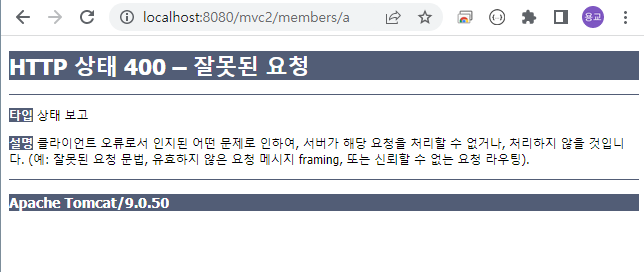 localhost:8080/mvc2/members/a
용교
HTTP 상태 400 – 잘못된 요청
타입 상태 보고
설명 클라이언트 오류로서 인지된 어떤 문제로 인하여, 서버가 해당 요청을 처리할 수 없거나, 처리하지 않을 것입니
다. (예: 잘못된 요청 문법, 유효하지 않은 요청 메시지 framing, 또는 신뢰할 수 없는 요청 라우팅).
Apache Tomcat/9.0.50